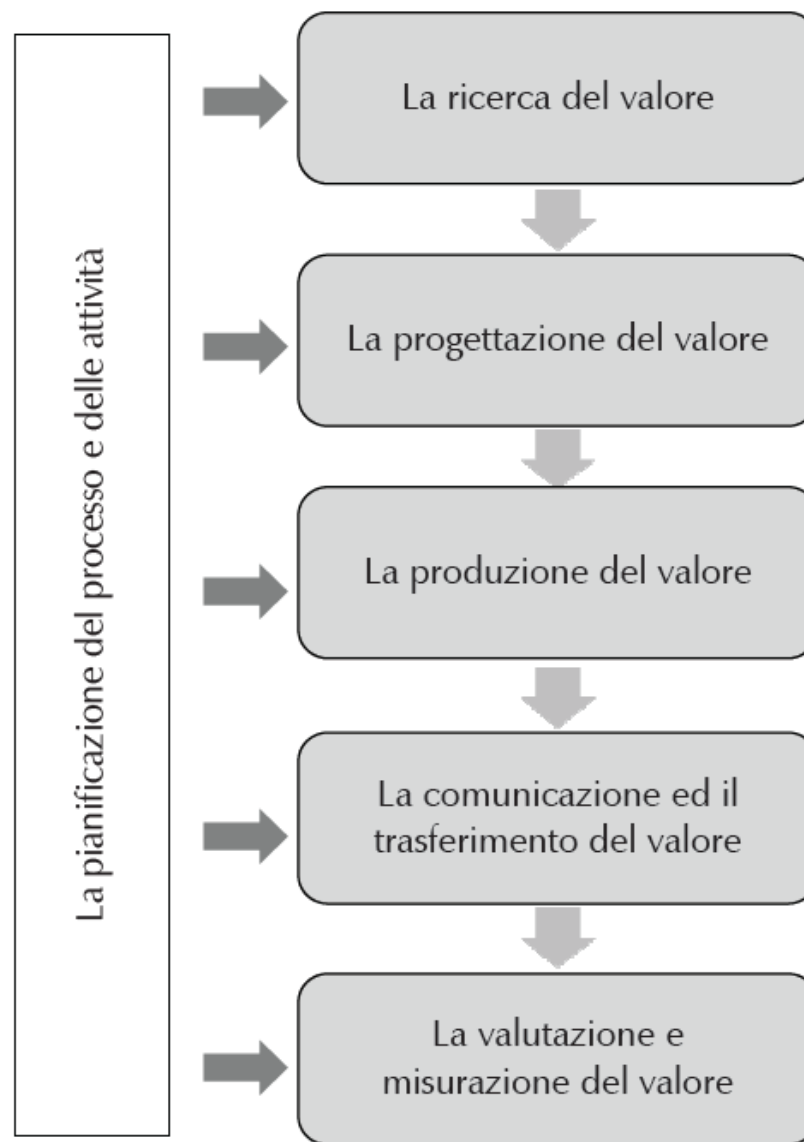 La pianificazione del processo e delle attività
La ricerca del valore
La progettazione del valore
La produzione del valore
La comunicazione ed il
trasferimento del valore
La valutazione e
misurazione del valore